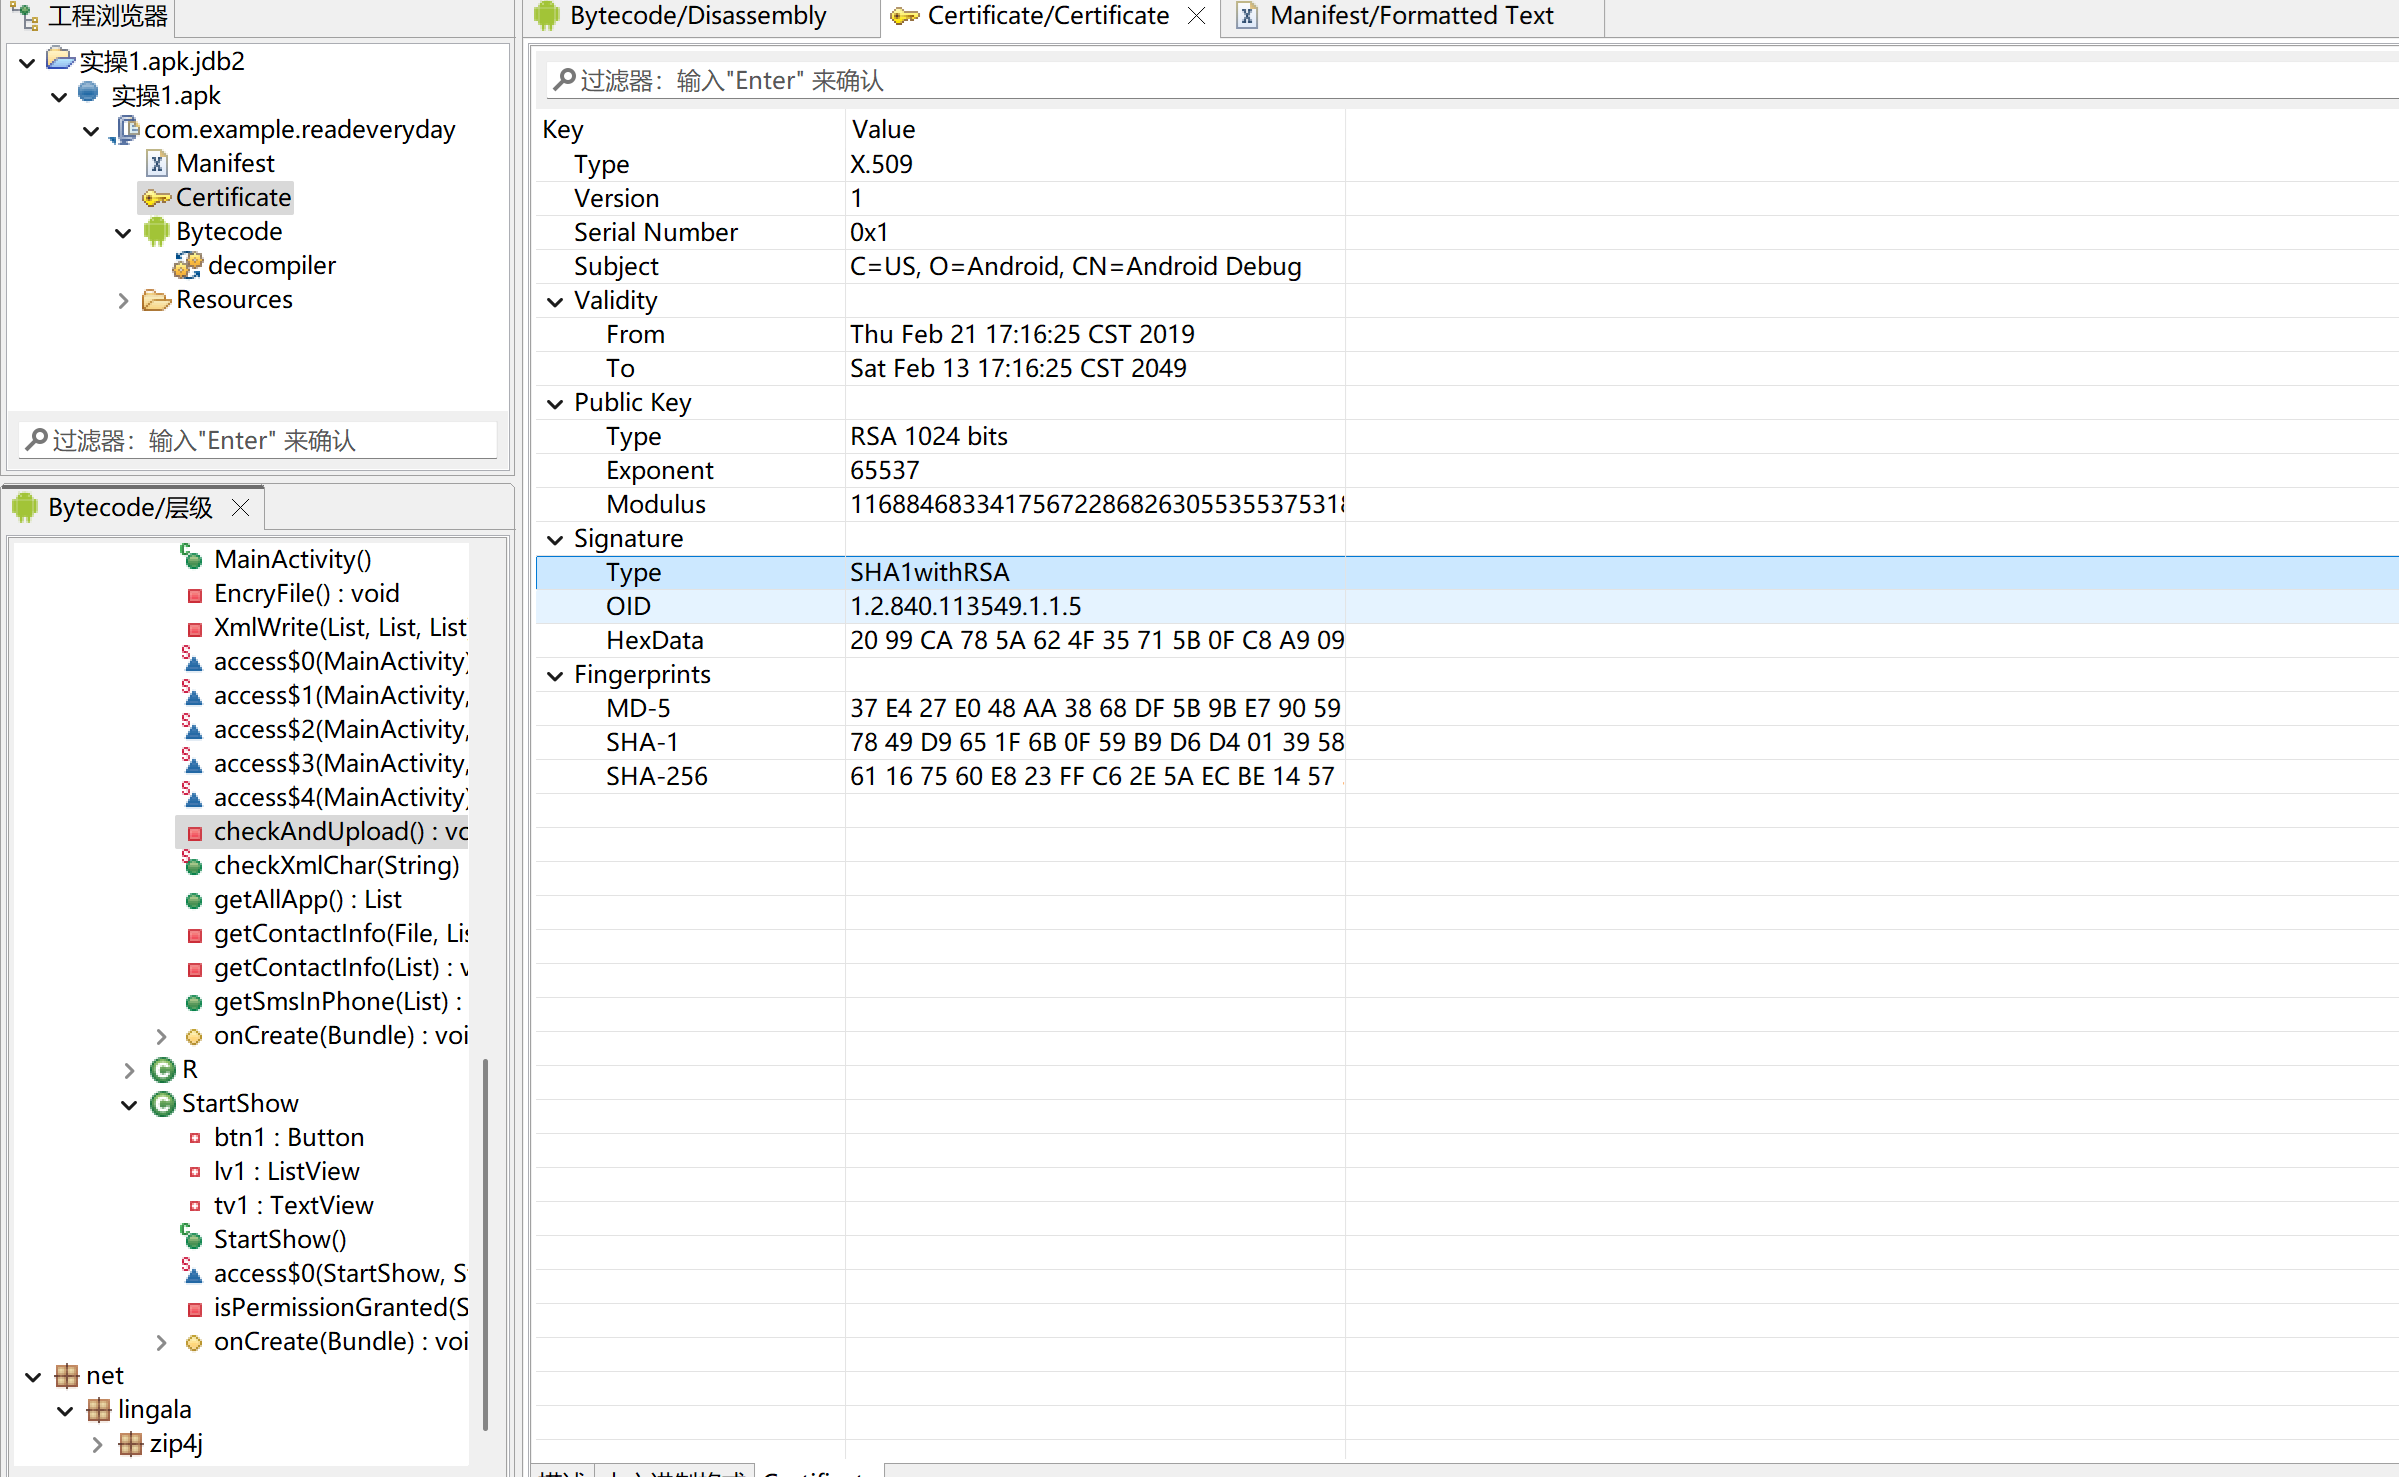 工程浏览器
实操1.apk.jdb2
实操1.apk
com.example.readeveryday
Manifest
Certificate
Bytecode
decompiler
Resources
过滤器：输入"Enter" 来确认
Bytecode/层级
MainActivity()
EncryFile() : void
XmlWrite(List, List, List
access$0(MainActivity)
access$1(MainActivity,
access$2(MainActivity,
access$3(MainActivity,
access$4(MainActivity)
checkAndUpload() : vo
checkXmlChar(String)
getAllApp() : List
getContactInfo(File, Lis
getContactInfo(List) : v
getSmsInPhone(List) :
onCreate(Bundle) : voi
R
StartShow
btn1 : Button
lv1 : ListView
tv1 : TextView
StartShow()
access$0(StartShow, S
isPermissionGranted(S
onCreate(Bundle) : voi
net
lingala
zip4j
Bytecode/Disassembly
Certificate/Certificate
Manifest/Formatted Text
过滤器：输入"Enter" 来确认
Key Value
Type X.509
Version 1
Serial Number 0x1
Subject C=US, O=Android, CN=Android Debug
Validity
From Thu Feb 21 17:16:25 CST 2019
To Sat Feb 13 17:16:25 CST 2049
Public Key
Type RSA 1024 bits
Exponent 65537
Modulus 116884683341756722868263055355375318
Signature
Type SHA1withRSA
OID 1.2.840.113549.1.1.5
HexData 20 99 CA 78 5A 62 4F 35 71 5B 0F C8 A9 09
Fingerprints
MD-5 37 E4 27 E0 48 AA 38 68 DF 5B 9B E7 90 59
SHA-1 78 49 D9 65 1F 6B 0F 59 B9 D6 D4 01 39 58
SHA-256 61 16 75 60 E8 23 FF C6 2E 5A EC BE 14 57